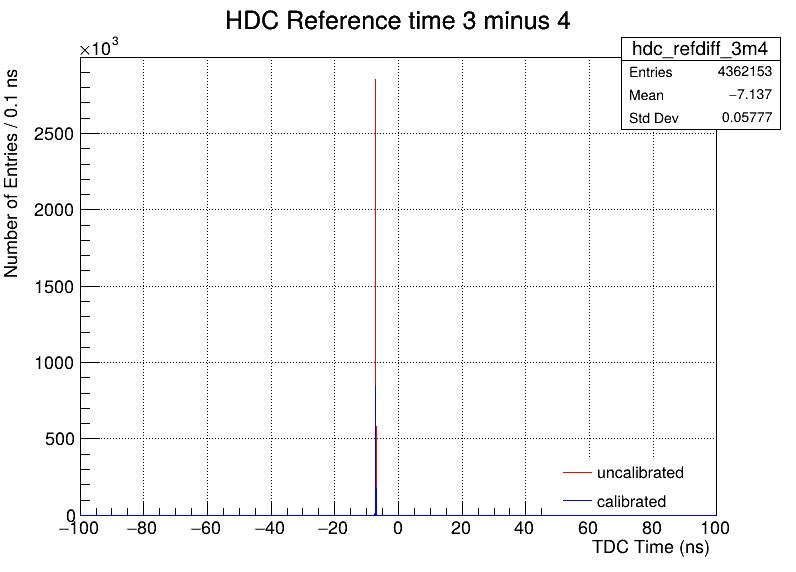 HDC Reference time 3 minus 4
×10³
hdc_refdiff_3m4
Entries 4362153
Mean −7.137
Std Dev 0.05777
Number of Entries / 0.1 ns
2500
2000
1500
1000
500
0
uncalibrated
calibrated
−100 −80 −60 −40 −20 0 20 40 60 80 100
TDC Time (ns)